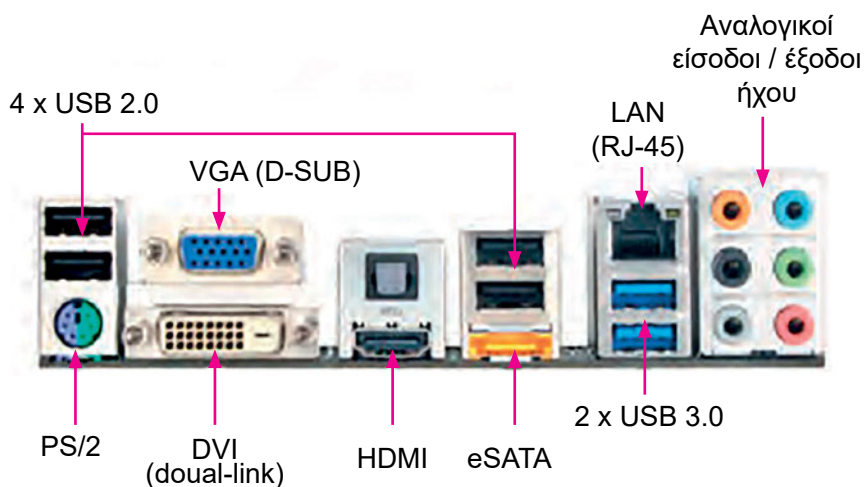 Αναλογικοί
είσοδοι / έξοδοι
ήχου
4 x USB 2.0
LAN
(RJ-45)
VGA (D-SUB)
2 x USB 3.0
PS/2
DVI
(doual-link)
HDMI
eSATA